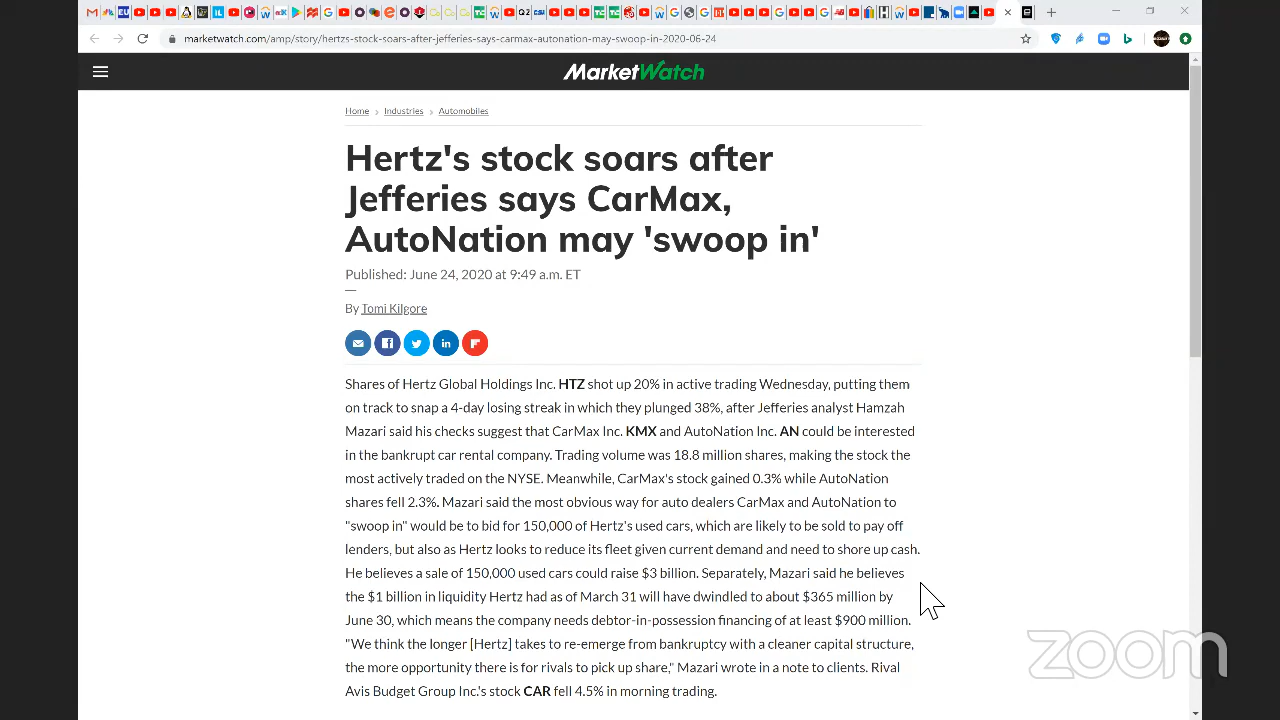 marketwatch.com/amp/story/hertzs-stock-soars-after-jefferies-says-carmax-autonation-may-swoop-in-2020-06-24
MarketWatch
Home > Industries > Automobiles
Hertz's stock soars after
Jefferies says CarMax,
AutoNation may 'swoop in'
Published: June 24, 2020 at 9:49 a.m. ET
By Tomi Kilgore
Shares of Hertz Global Holdings Inc. HTZ shot up 20% in active trading Wednesday, putting them
on track to snap a 4-day losing streak in which they plunged 38%, after Jefferies analyst Hamzah
Mazari said his checks suggest that CarMax Inc. KMX and AutoNation Inc. AN could be interested
in the bankrupt car rental company. Trading volume was 18.8 million shares, making the stock the
most actively traded on the NYSE. Meanwhile, CarMax's stock gained 0.3% while AutoNation
shares fell 2.3%. Mazari said the most obvious way for auto dealers CarMax and AutoNation to
"swoop in" would be to bid for 150,000 of Hertz's used cars, which are likely to be sold to pay off
lenders, but also as Hertz looks to reduce its fleet given current demand and need to shore up cash.
He believes a sale of 150,000 used cars could raise $3 billion. Separately, Mazari said he believes
the $1 billion in liquidity Hertz had as of March 31 will have dwindled to about $365 million by
June 30, which means the company needs debtor-in-possession financing of at least $900 million.
"We think the longer [Hertz] takes to re-emerge from bankruptcy with a cleaner capital structure,
the more opportunity there is for rivals to pick up share," Mazari wrote in a note to clients. Rival
Avis Budget Group Inc.'s stock CAR fell 4.5% in morning trading.
zoom